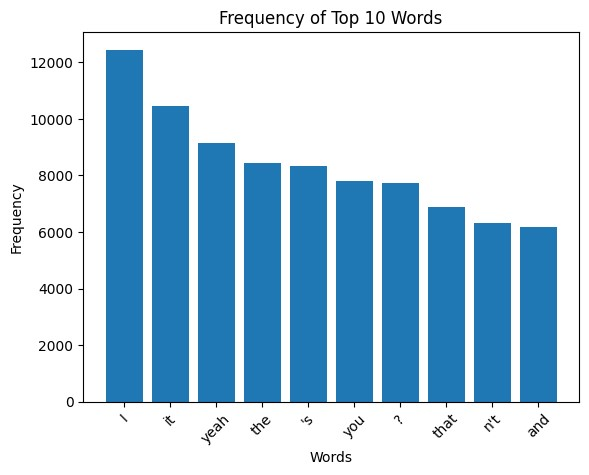 Frequency of Top 10 Words
12000
10000
8000
6000
4000
2000
0
Frequency
I
it
yeah
the
's
you
?
that
n't
and
Words